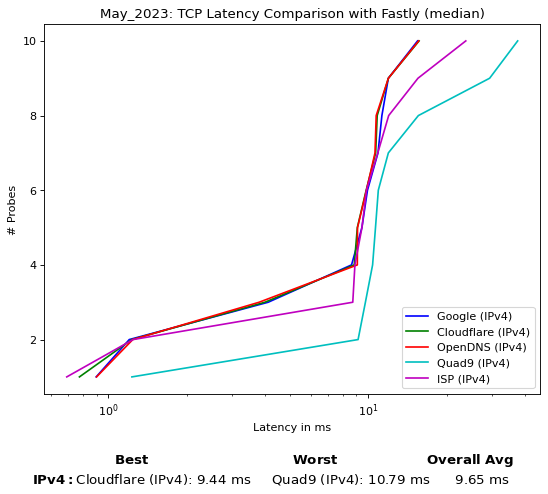 May_2023: TCP Latency Comparison with Fastly (median)
10
8
6
4
2
# Probes
Google (IPv4)
Cloudflare (IPv4)
OpenDNS (IPv4)
Quad9 (IPv4)
ISP (IPv4)
10⁰ 10¹
Latency in ms
Best Worst Overall Avg
IPv4: Cloudflare (IPv4): 9.44 ms Quad9 (IPv4): 10.79 ms 9.65 ms